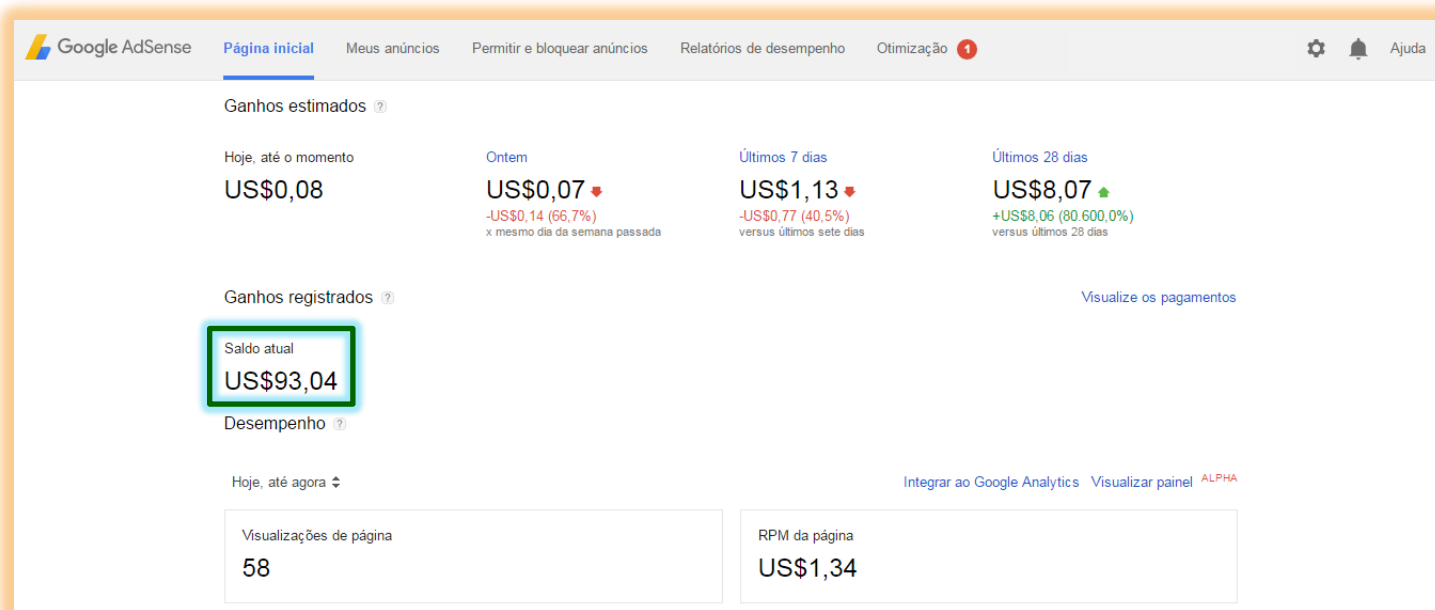 Google AdSense Página inicial Meus anúncios Permitir e bloquear anúncios Relatórios de desempenho Otimização 1 Ajuda
Ganhos estimados ?
Hoje, até o momento Ontem Últimos 7 dias Últimos 28 dias
US$0,08 US$0,07 US$1,13 US$8,07
-US$0,14 (66,7%) -US$0,77 (40,5%) +US$8,06 (80.600,0%)
x mesmo dia da semana passada versus últimos sete dias versus últimos 28 dias
Ganhos registrados ? Visualize os pagamentos
Saldo atual
US$93,04
Desempenho ?
Hoje, até agora Integrar ao Google Analytics Visualizar painel ALPHA
Visualizações de página RPM da página
58 US$1,34